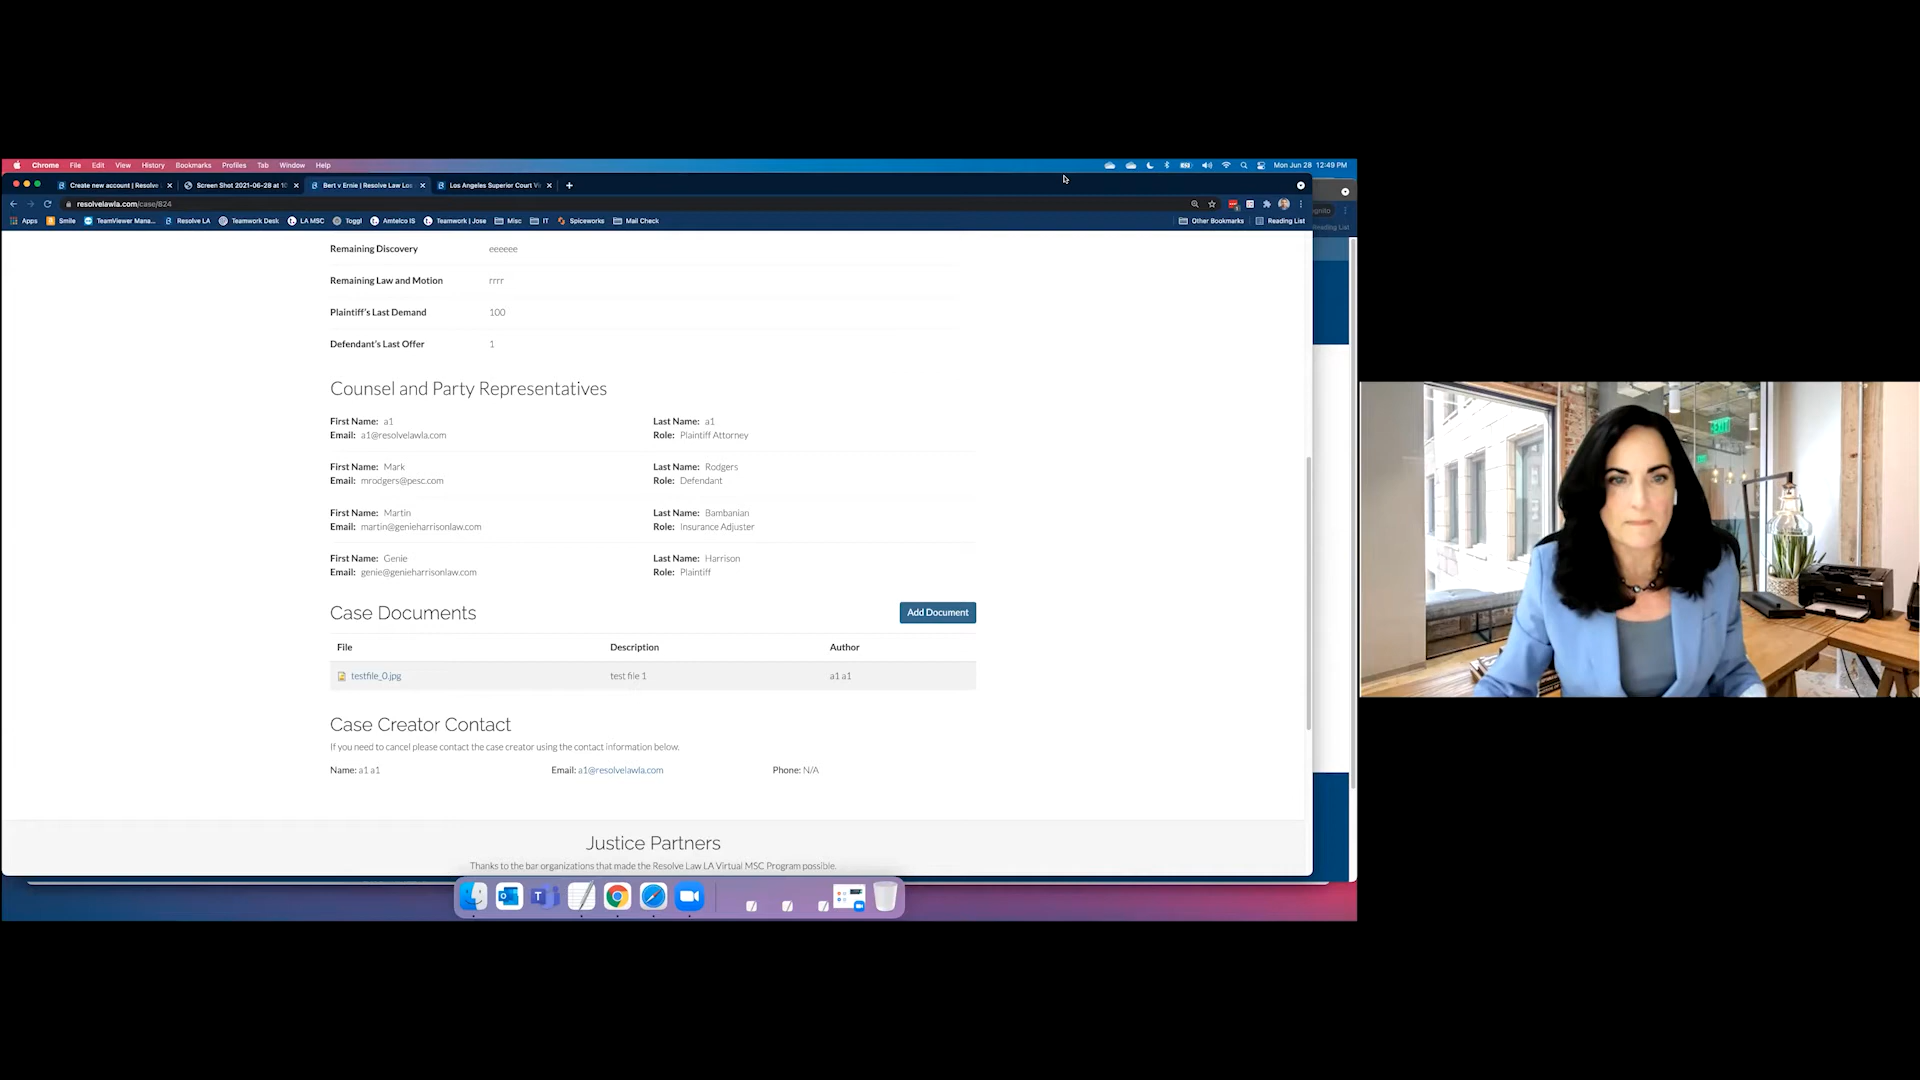 Chrome File Edit View History Bookmarks Profiles Tab Window Help Mon Jun 28 12:49 PM
Create new account | Resolve Screen Shot 2021-06-28 at 1 Bert v Ernie | Resolve Law Lo Los Angeles Superior Court Vi
resolvelawla.com/case/824
Apps Smile TeamViewer Mana... Resolve LA Teamwork Desk LA MSC Toggl Amtelco IS Teamwork | Jose Misc IT Spiceworks Mail Check Other Bookmarks Reading List
Remaining Discovery eeeeee
Remaining Law and Motion rrrr
Plaintiff's Last Demand 100
Defendant's Last Offer 1
Counsel and Party Representatives
First Name: a1 Last Name: a1
Email: a1@resolvelawla.com Role: Plaintiff Attorney
First Name: Mark Last Name: Rodgers
Email: mrodgers@pesc.com Role: Defendant
First Name: Martin Last Name: Bambanian
Email: martin@genieharrisonlaw.com Role: Insurance Adjuster
First Name: Genie Last Name: Harrison
Email: genie@genieharrisonlaw.com Role: Plaintiff
Case Documents Add Document
File Description Author
testfile_0.jpg test file 1 a1 a1
Case Creator Contact
If you need to cancel please contact the case creator using the contact information below.
Name: a1 a1 Email: a1@resolvelawla.com Phone: N/A
Justice Partners
Thanks to the bar organizations that made the Resolve Law LA Virtual MSC Program possible.
EXIT